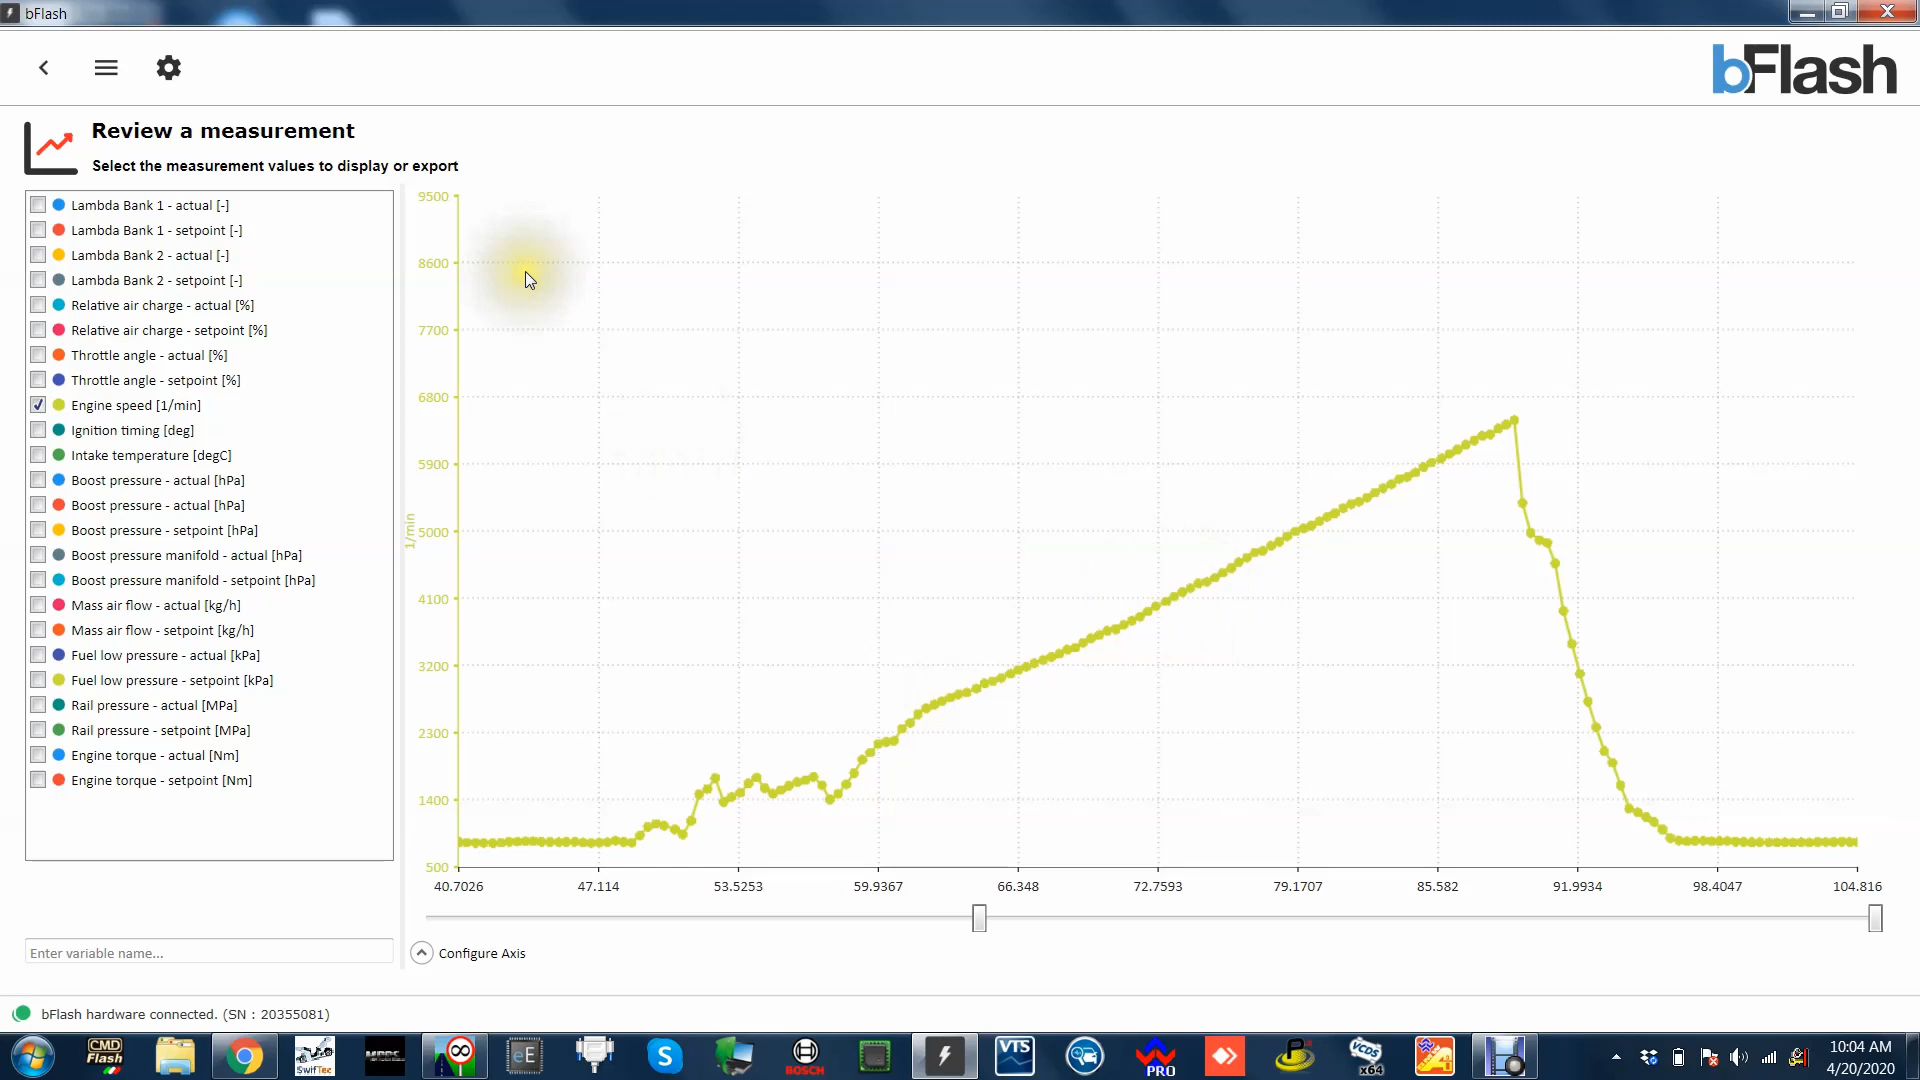 bFlash
bFlash
Review a measurement
Select the measurement values to display or export
Lambda Bank 1 - actual [-]
Lambda Bank 1 - setpoint [-]
Lambda Bank 2 - actual [-]
Lambda Bank 2 - setpoint [-]
Relative air charge - actual [%]
Relative air charge - setpoint [%]
Throttle angle - actual [%]
Throttle angle - setpoint [%]
Engine speed [1/min]
Ignition timing [deg]
Intake temperature [degC]
Boost pressure - actual [hPa]
Boost pressure - actual [hPa]
Boost pressure - setpoint [hPa]
Boost pressure manifold - actual [hPa]
Boost pressure manifold - setpoint [hPa]
Mass air flow - actual [kg/h]
Mass air flow - setpoint [kg/h]
Fuel low pressure - actual [kPa]
Fuel low pressure - setpoint [kPa]
Rail pressure - actual [MPa]
Rail pressure - setpoint [MPa]
Engine torque - actual [Nm]
Engine torque - setpoint [Nm]
Enter variable name...
9500
8600
7700
6800
5900
5000
4100
3200
2300
1400
500
1/min
40.7026 47.114 53.5253 59.9367 66.348 72.7593 79.1707 85.582 91.9934 98.4047 104.816
Configure Axis
bFlash hardware connected. (SN : 20355081)
CMD
Flash
SwifTec
MPPS
eE
S
BOSCH
VTS
PRO
VCDS
x64
10:04 AM
4/20/2020